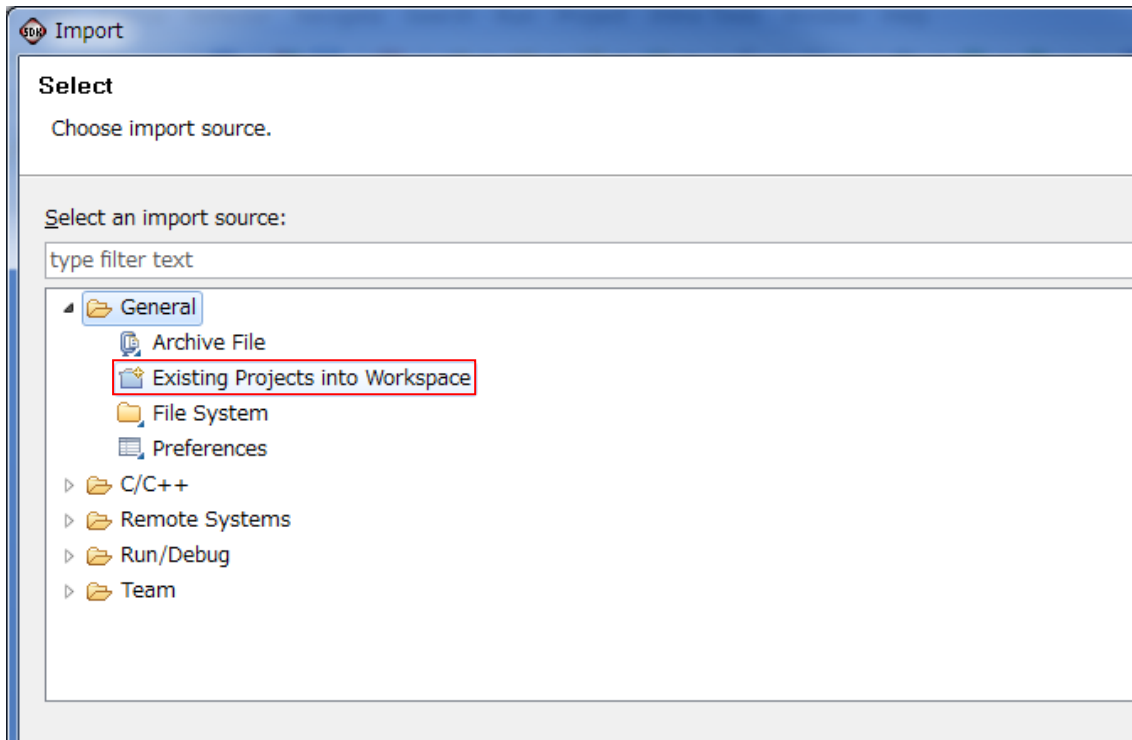 SDK Import
Select
Choose import source.
Select an import source:
type filter text
General
Archive File
Existing Projects into Workspace
File System
Preferences
C/C++
Remote Systems
Run/Debug
Team